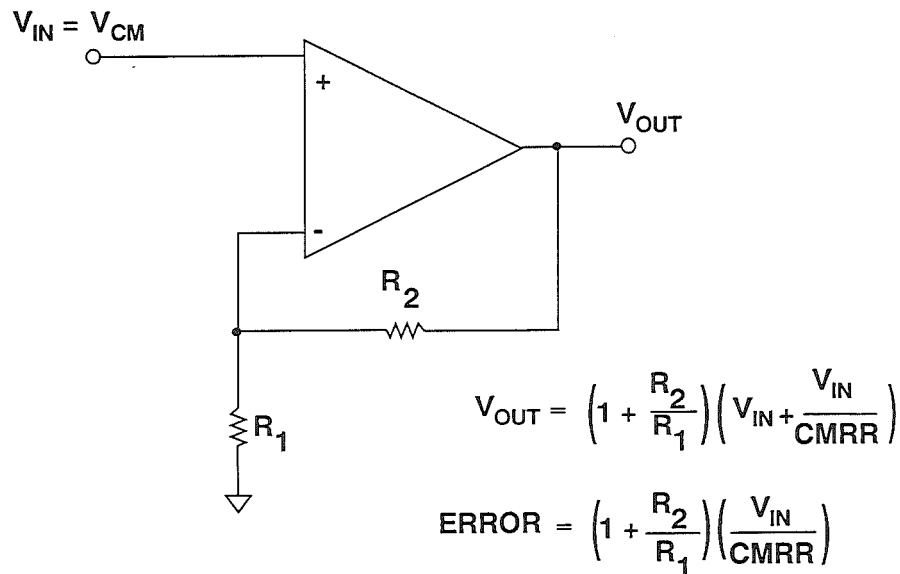 V_IN = V_CM
+
V_OUT
-
R_2
R_1
V_OUT = (1 + R_2/R_1)(V_IN + V_IN/CMRR)
ERROR = (1 + R_2/R_1)(V_IN/CMRR)